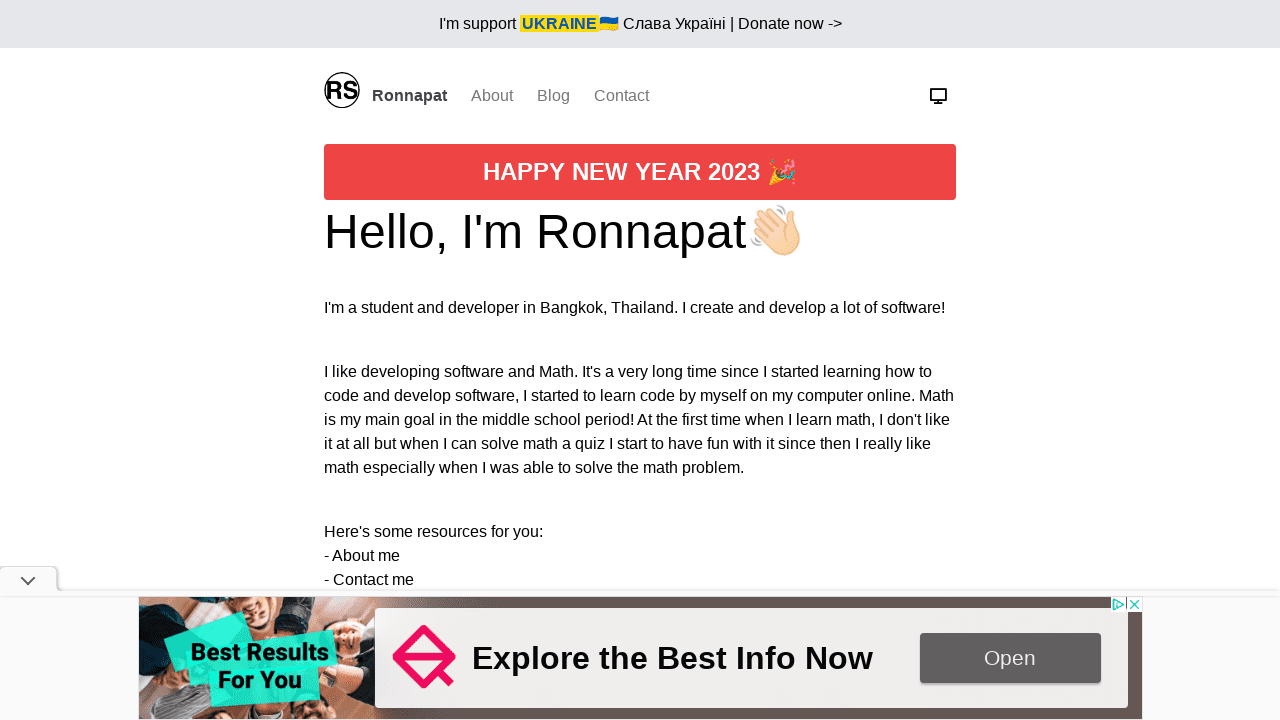 I'm support UKRAINE🇺🇦 Слава Україні | Donate now ->
RS Ronnapat About Blog Contact
HAPPY NEW YEAR 2023 🎉
Hello, I'm Ronnapat👋🏻
I'm a student and developer in Bangkok, Thailand. I create and develop a lot of software!
I like developing software and Math. It's a very long time since I started learning how to
code and develop software, I started to learn code by myself on my computer online. Math
is my main goal in the middle school period! At the first time when I learn math, I don't like
it at all but when I can solve math a quiz I start to have fun with it since then I really like
math especially when I was able to solve the math problem.
Here's some resources for you:
- About me
- Contact me
Best Results
For You
Explore the Best Info Now
Open